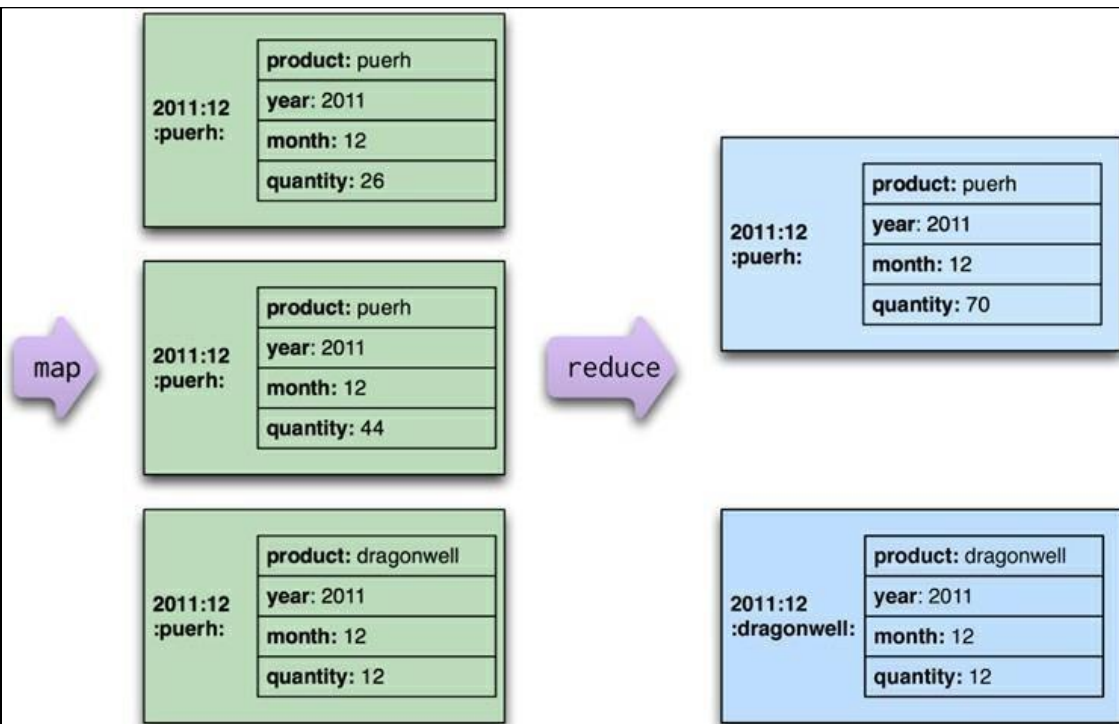 map
2011:12
:puerh:
product: puerh
year: 2011
month: 12
quantity: 26
2011:12
:puerh:
product: puerh
year: 2011
month: 12
quantity: 44
2011:12
:puerh:
product: dragonwell
year: 2011
month: 12
quantity: 12
reduce
2011:12
:puerh:
product: puerh
year: 2011
month: 12
quantity: 70
2011:12
:dragonwell:
product: dragonwell
year: 2011
month: 12
quantity: 12